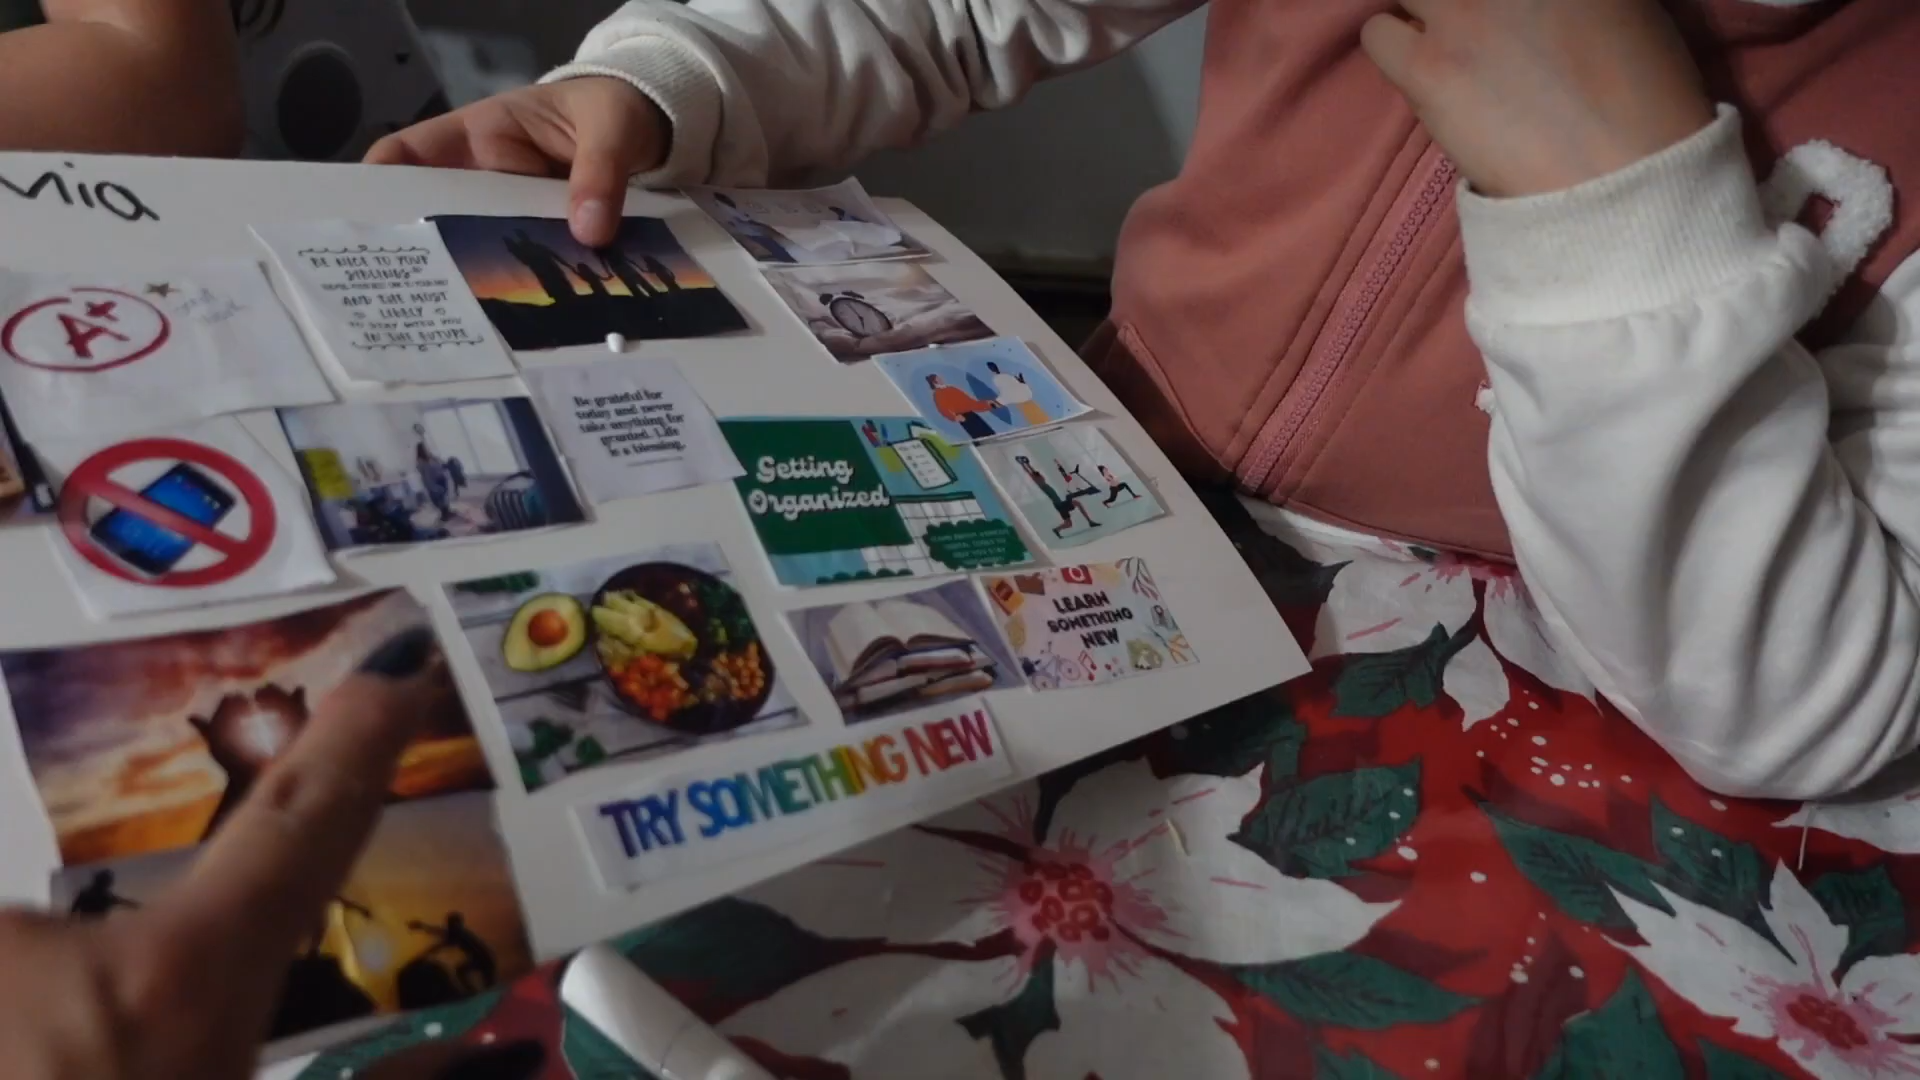 Mia
A+
BE NICE TO YOUR
SIBLINGS
AND THE MOST
LIKELY
TO STAY WITH YOU
IN THE FUTURE
Be grateful for
today and never
take anything for
granted. Life
is a blessing.
Getting
Organized
LEARN
SOMETHING
NEW
TRY SOMETHING NEW